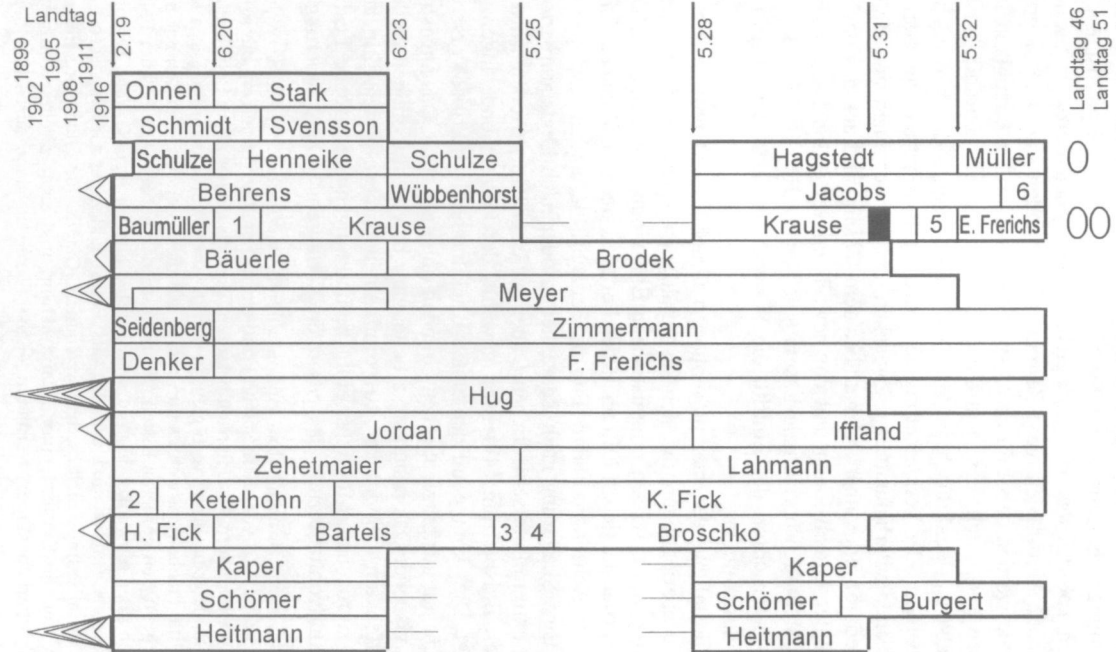 Landtag
1899
1902
1905
1908
1911
1916
2.19
6.20
6.23
5.25
5.28
5.31
5.32
Landtag 46
Landtag 51
Onnen Stark
Schmidt Svensson
Schulze Henneike Schulze Hagstedt Müller
Behrens Wübbenhorst Jacobs 6
Baumüller 1 Krause Krause 5 E. Frerichs
Bäuerle Brodek
Meyer
Seidenberg Zimmermann
Denker F. Frerichs
Hug
Jordan Iffland
Zehetmaier Lahmann
2 Ketelhohn K. Fick
H. Fick Bartels 3 4 Broschko
Kaper Kaper
Schömer Schömer Burgert
Heitmann Heitmann